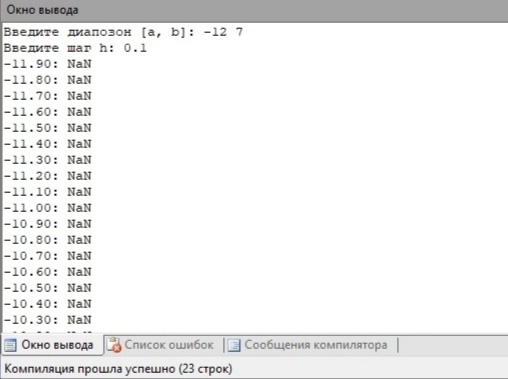 Окно вывода
Введите диапозон [a, b]: -12 7
Введите шаг h: 0.1
-11.90: NaN
-11.80: NaN
-11.70: NaN
-11.60: NaN
-11.50: NaN
-11.40: NaN
-11.30: NaN
-11.20: NaN
-11.10: NaN
-11.00: NaN
-10.90: NaN
-10.80: NaN
-10.70: NaN
-10.60: NaN
-10.50: NaN
-10.40: NaN
-10.30: NaN
Окно вывода Список ошибок Сообщения компилятора
Компиляция прошла успешно (23 строк)